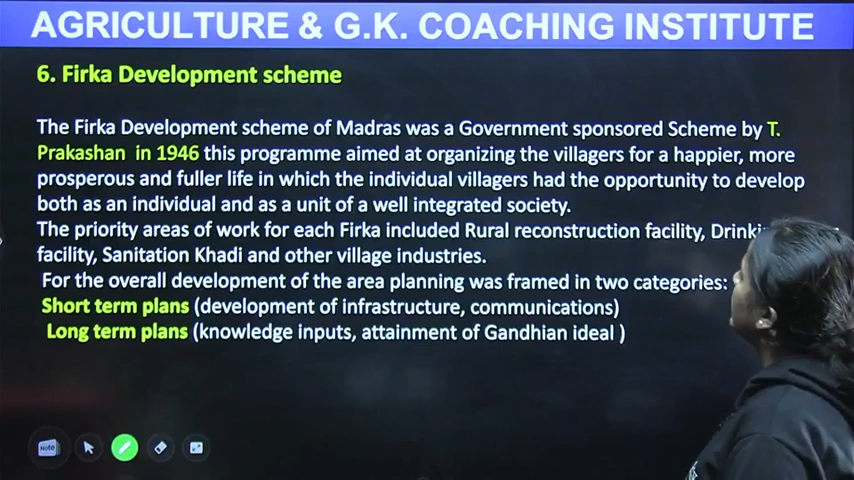 AGRICULTURE & G.K. COACHING INSTITUTE
6. Firka Development scheme
The Firka Development scheme of Madras was a Government sponsored Scheme by T.
Prakashan in 1946 this programme aimed at organizing the villagers for a happier, more
prosperous and fuller life in which the individual villagers had the opportunity to develop
both as an individual and as a unit of a well integrated society.
The priority areas of work for each Firka included Rural reconstruction facility,
facility, Sanitation Khadi and other village industries.
For the overall development of the area planning was framed in two categories:
Short term plans (development of infrastructure, communications)
Long term plans (knowledge inputs, attainment of Gandhian ideal )
Note